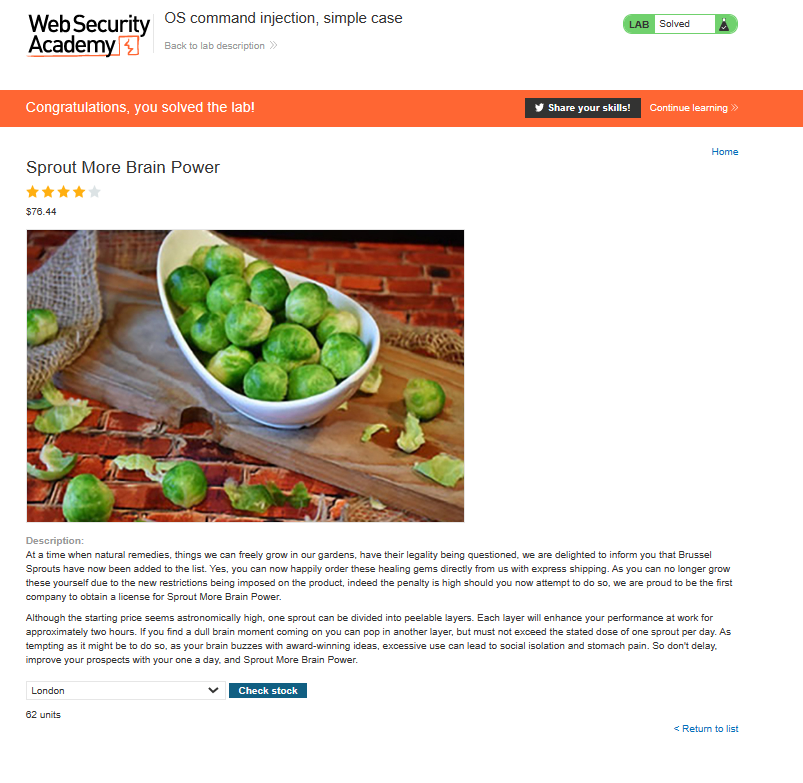 WebSecurity
Academy
OS command injection, simple case
Back to lab description
LAB Solved
Congratulations, you solved the lab!
Share your skills!
Continue learning
Home
Sprout More Brain Power
$76.44
Description:
At a time when natural remedies, things we can freely grow in our gardens, have their legality being questioned, we are delighted to inform you that Brussel
Sprouts have now been added to the list. Yes, you can now happily order these healing gems directly from us with express shipping. As you can no longer grow
these yourself due to the new restrictions being imposed on the product, indeed the penalty is high should you now attempt to do so, we are proud to be the first
company to obtain a license for Sprout More Brain Power.
Although the starting price seems astronomically high, one sprout can be divided into peelable layers. Each layer will enhance your performance at work for
approximately two hours. If you find a dull brain moment coming on you can pop in another layer, but must not exceed the stated dose of one sprout per day. As
tempting as it might be to do so, as your brain buzzes with award-winning ideas, excessive use can lead to social isolation and stomach pain. So don't delay,
improve your prospects with your one a day, and Sprout More Brain Power.
London
Check stock
62 units
< Return to list